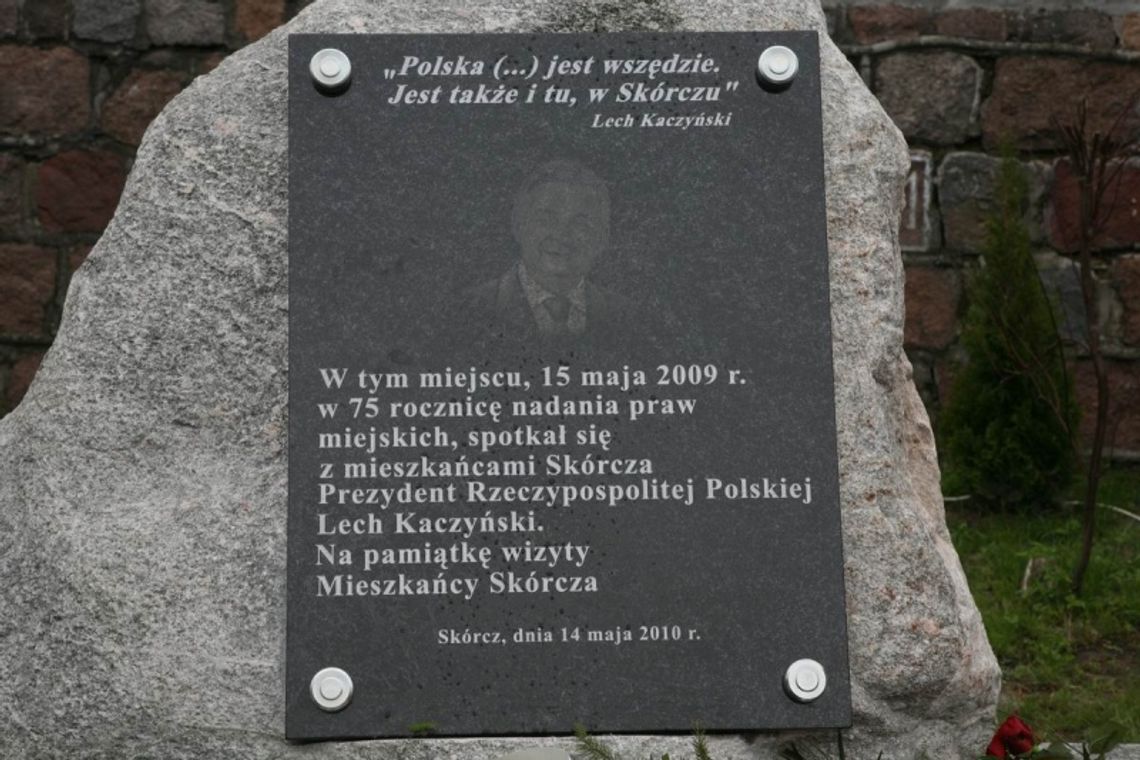 „Polska (...) jest wszędzie.
Jest także i tu, w Skórczu"
Lech Kaczyński
W tym miejscu, 15 maja 2009 r.
w 75 rocznicę nadania praw
miejskich, spotkał się
z mieszkańcami Skórcza
Prezydent Rzeczypospolitej Polskiej
Lech Kaczyński.
Na pamiątkę wizyty
Mieszkańcy Skórcza
Skórcz, dnia 14 maja 2010 r.